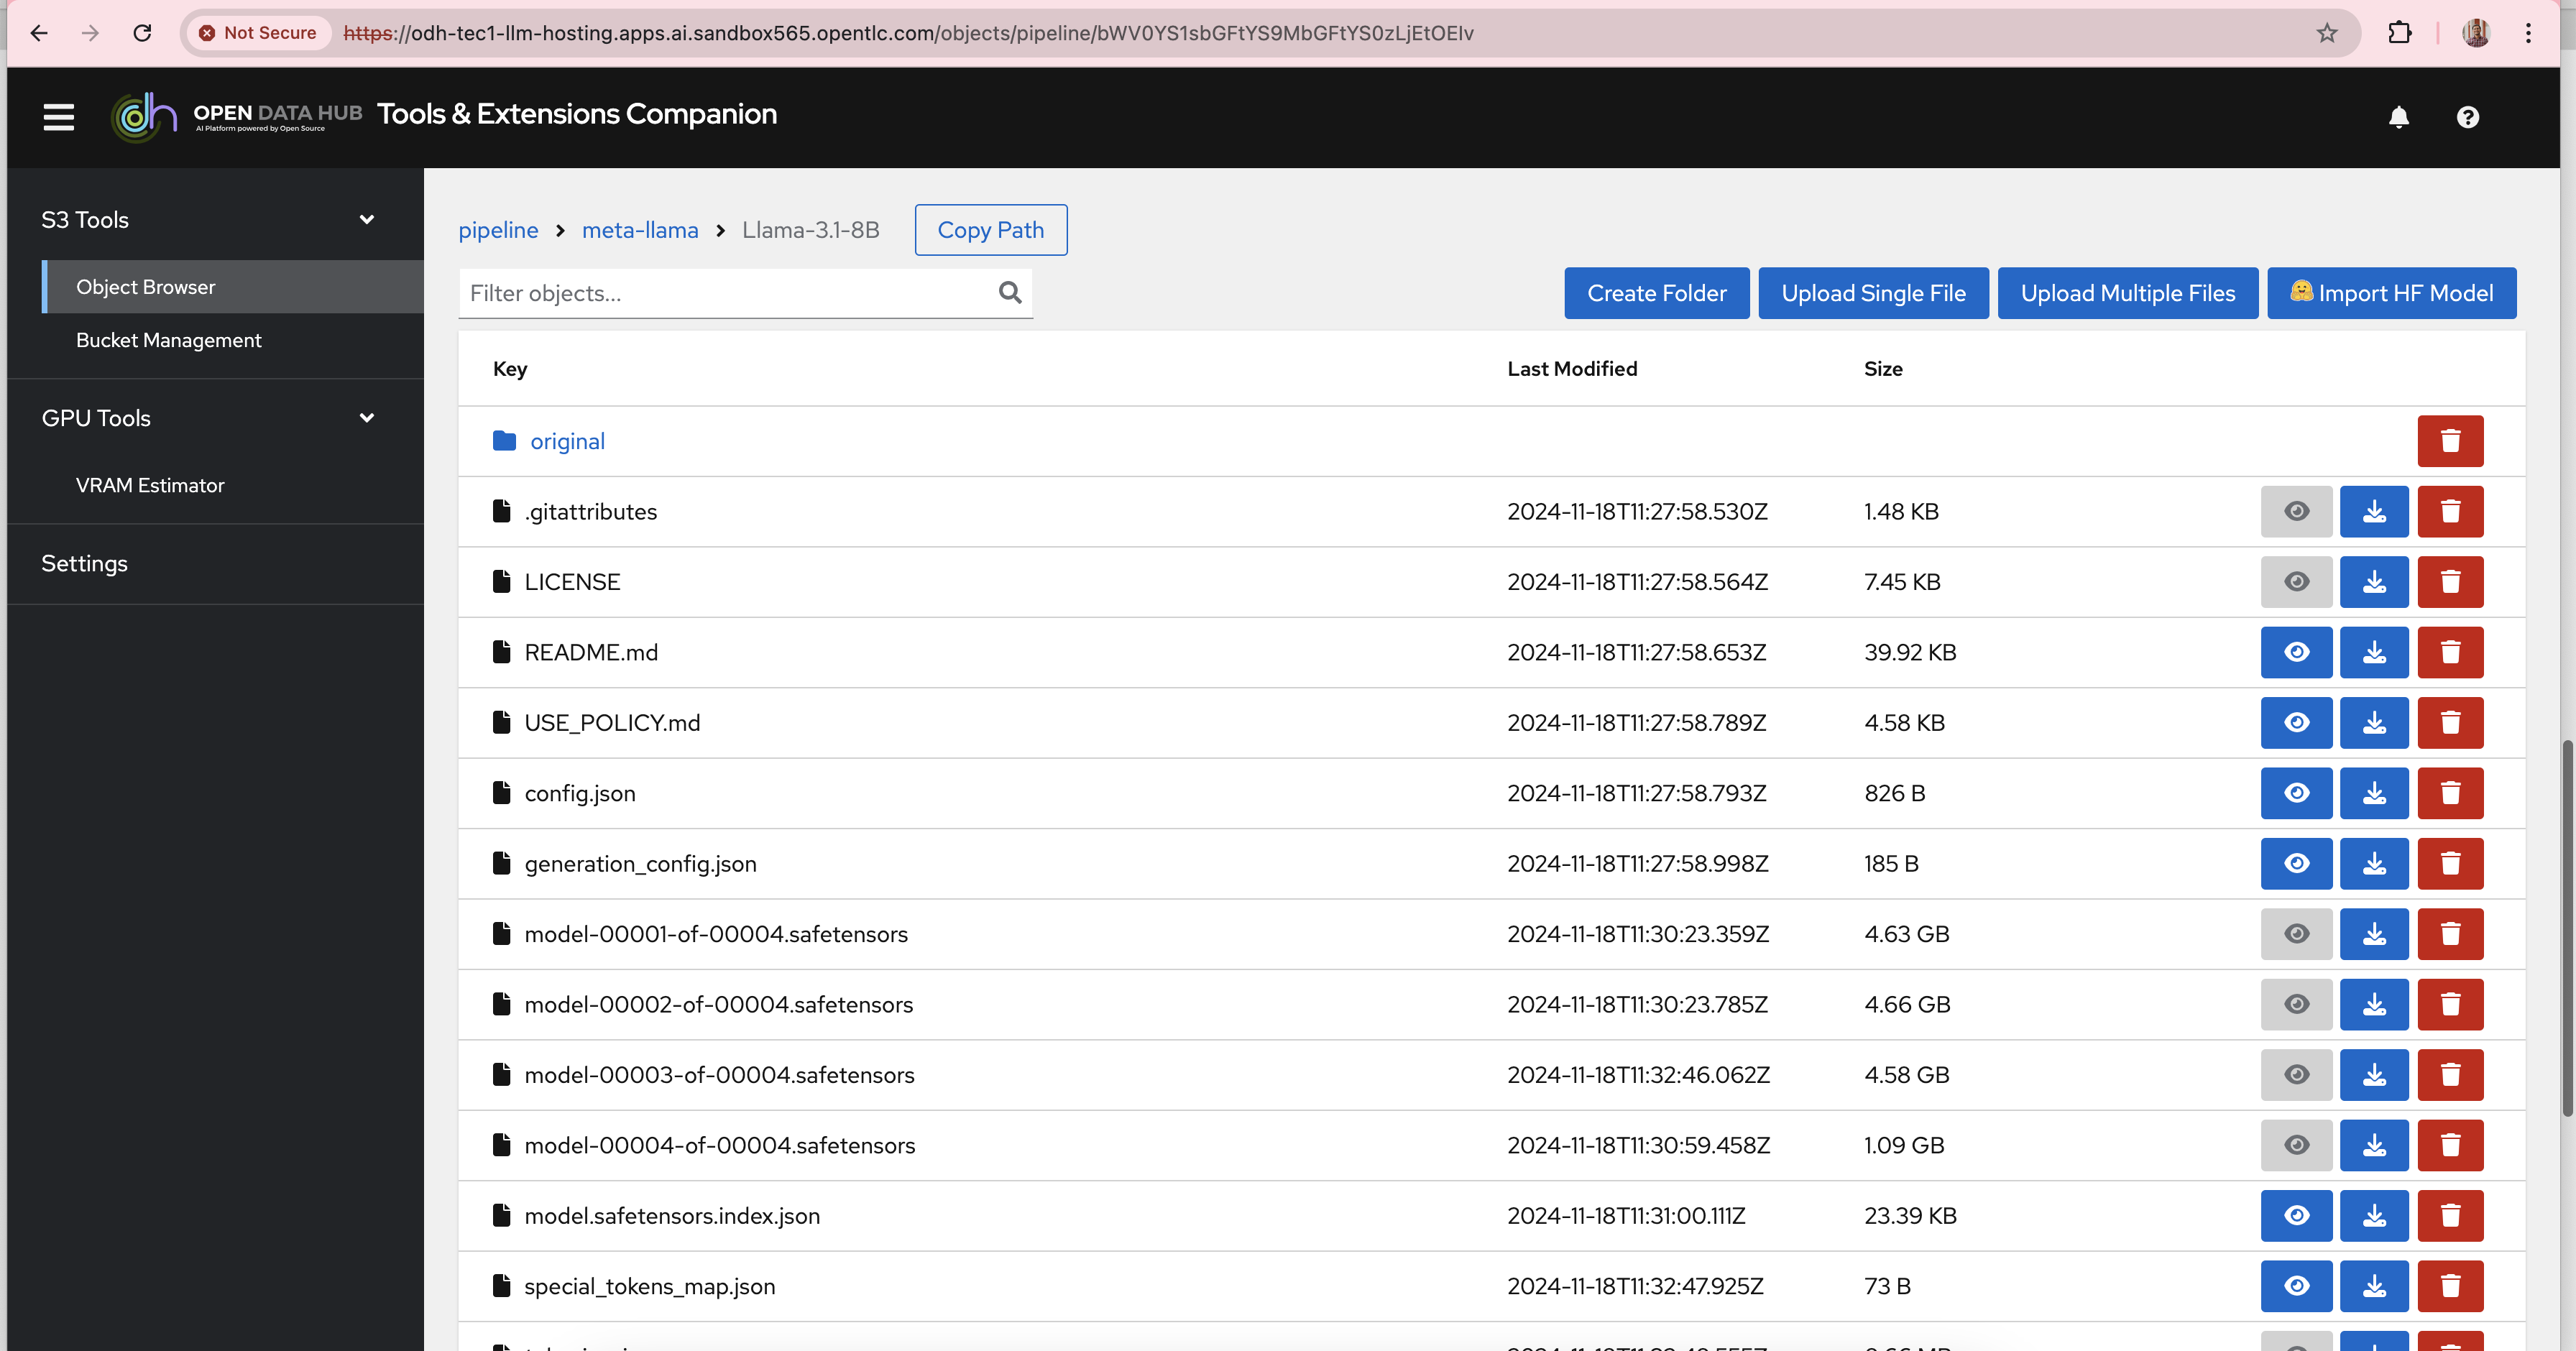 Not Secure https://odh-tec1-llm-hosting.apps.ai.sandbox565.opentlc.com/objects/pipeline/bWV0YS1sbGFtYS9MbGFtYS0zLjEtOEIv
OPEN DATA HUB Tools & Extensions Companion
AI Platform powered by Open Source
S3 Tools
Object Browser
Bucket Management
GPU Tools
VRAM Estimator
Settings
pipeline meta-llama Llama-3.1-8B Copy Path
Filter objects... Create Folder Upload Single File Upload Multiple Files Import HF Model
Key Last Modified Size
original
.gitattributes 2024-11-18T11:27:58.530Z 1.48 KB
LICENSE 2024-11-18T11:27:58.564Z 7.45 KB
README.md 2024-11-18T11:27:58.653Z 39.92 KB
USE_POLICY.md 2024-11-18T11:27:58.789Z 4.58 KB
config.json 2024-11-18T11:27:58.793Z 826 B
generation_config.json 2024-11-18T11:27:58.998Z 185 B
model-00001-of-00004.safetensors 2024-11-18T11:30:23.359Z 4.63 GB
model-00002-of-00004.safetensors 2024-11-18T11:30:23.785Z 4.66 GB
model-00003-of-00004.safetensors 2024-11-18T11:32:46.062Z 4.58 GB
model-00004-of-00004.safetensors 2024-11-18T11:30:59.458Z 1.09 GB
model.safetensors.index.json 2024-11-18T11:31:00.111Z 23.39 KB
special_tokens_map.json 2024-11-18T11:32:47.925Z 73 B